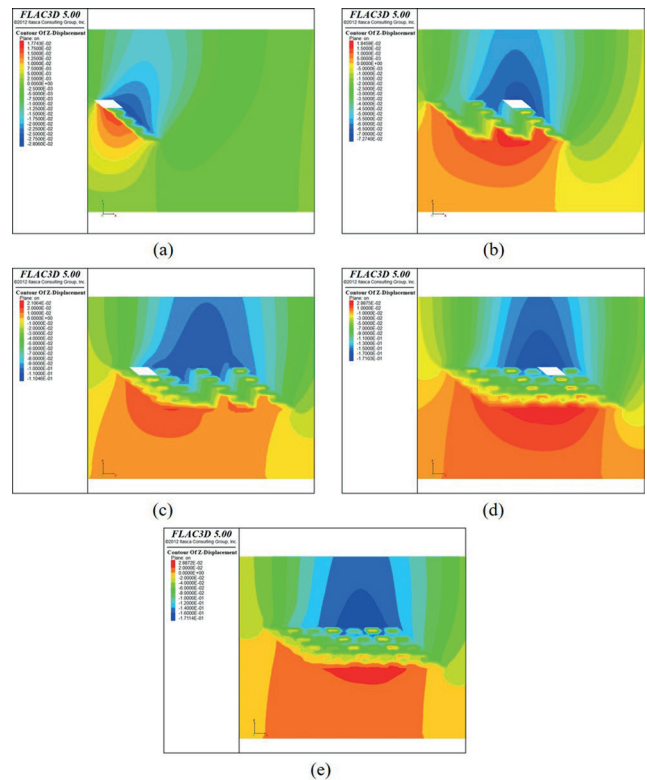 FLAC3D 5.00
©2012 Itasca Consulting Group, Inc.
Contour Of Z-Displacement
Plane: on
1.7743E-02
1.7500E-02
1.5000E-02
1.2500E-02
1.0000E-02
7.5000E-03
5.0000E-03
2.5000E-03
0.0000E+00
-2.5000E-03
-5.0000E-03
-7.5000E-03
-1.0000E-02
-1.2500E-02
-1.5000E-02
-1.7500E-02
-2.0000E-02
-2.2500E-02
-2.5000E-02
-2.7500E-02
(a)
FLAC3D 5.00
©2012 Itasca Consulting Group, Inc.
Contour Of Z-Displacement
Plane: on
1.8459E-02
1.5000E-02
1.0000E-02
5.0000E-03
0.0000E+00
-5.0000E-03
-1.0000E-02
-1.5000E-02
-2.0000E-02
-2.5000E-02
-3.0000E-02
-3.5000E-02
-4.0000E-02
-4.5000E-02
-5.0000E-02
-5.5000E-02
-6.0000E-02
-6.5000E-02
-7.0000E-02
-7.2740E-02
(b)
FLAC3D 5.00
©2012 Itasca Consulting Group, Inc.
Contour Of Z-Displacement
Plane: on
2.1064E-02
2.0000E-02
1.0000E-02
0.0000E+00
-1.0000E-02
-2.0000E-02
-3.0000E-02
-4.0000E-02
-5.0000E-02
-6.0000E-02
-7.0000E-02
-8.0000E-02
-9.0000E-02
-1.0000E-01
-1.1000E-01
-1.1046E-01
(c)
FLAC3D 5.00
©2012 Itasca Consulting Group, Inc.
Contour Of Z-Displacement
Plane: on
2.8875E-02
1.0000E-02
-1.0000E-02
-3.0000E-02
-5.0000E-02
-7.0000E-02
-9.0000E-02
-1.1000E-01
-1.3000E-01
-1.5000E-01
-1.7000E-01
-1.7103E-01
(d)
FLAC3D 5.00
©2012 Itasca Consulting Group, Inc.
Contour Of Z-Displacement
Plane: on
2.8872E-02
2.0000E-02
0.0000E+00
-2.0000E-02
-4.0000E-02
-6.0000E-02
-8.0000E-02
-1.0000E-01
-1.2000E-01
-1.4000E-01
-1.6000E-01
-1.7114E-01
(e)